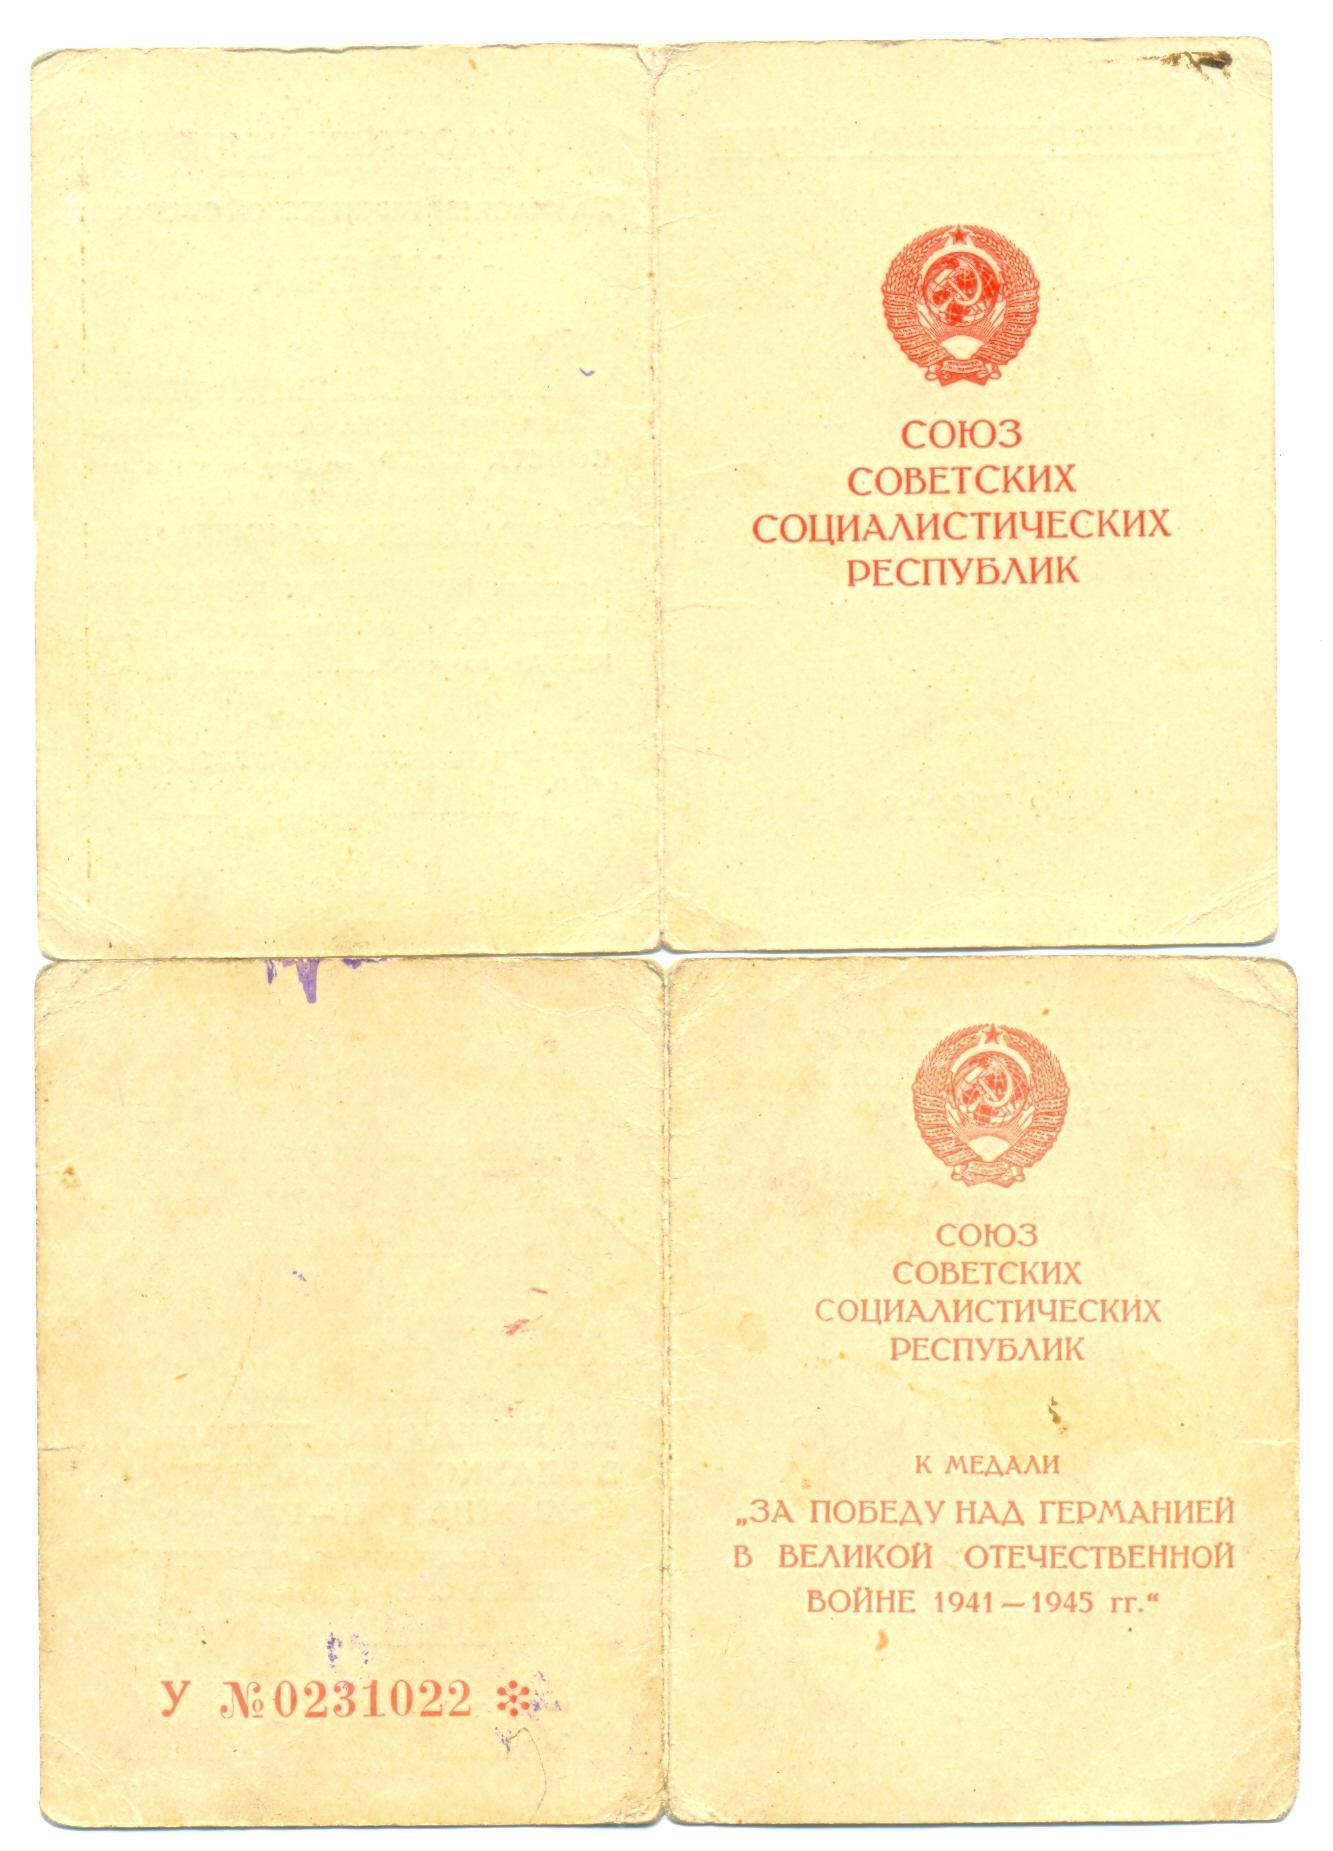 СОЮЗ
СОВЕТСКИХ
СОЦИАЛИСТИЧЕСКИХ
РЕСПУБЛИК
СОЮЗ
СОВЕТСКИХ
СОЦИАЛИСТИЧЕСКИХ
РЕСПУБЛИК
К МЕДАЛИ
„ЗА ПОБЕДУ НАД ГЕРМАНИЕЙ
В ВЕЛИКОЙ ОТЕЧЕСТВЕННОЙ
ВОЙНЕ 1941—1945 гг.“
У №0231022 ✻